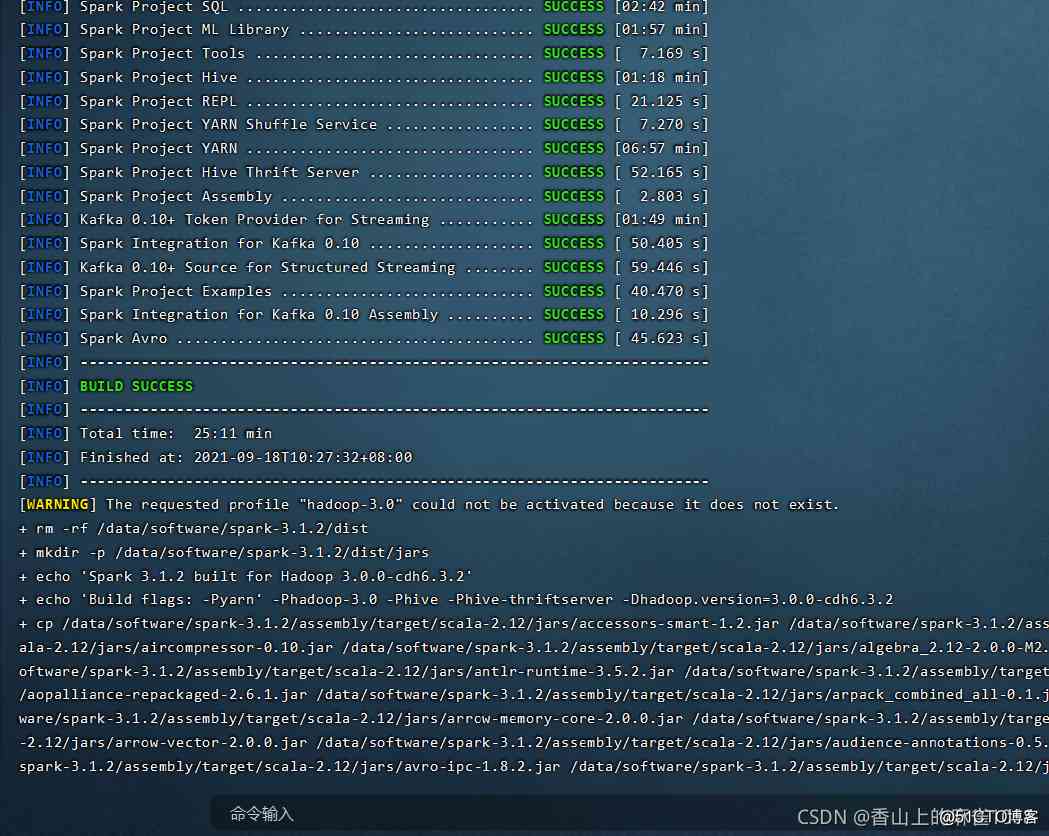 [INFO] Spark Project SQL .................................. SUCCESS [02:42 min]
[INFO] Spark Project ML Library ........................... SUCCESS [01:57 min]
[INFO] Spark Project Tools ................................ SUCCESS [  7.169 s]
[INFO] Spark Project Hive ................................. SUCCESS [01:18 min]
[INFO] Spark Project REPL ................................. SUCCESS [ 21.125 s]
[INFO] Spark Project YARN Shuffle Service ................. SUCCESS [  7.270 s]
[INFO] Spark Project YARN ................................. SUCCESS [06:57 min]
[INFO] Spark Project Hive Thrift Server ................... SUCCESS [ 52.165 s]
[INFO] Spark Project Assembly ............................. SUCCESS [  2.803 s]
[INFO] Kafka 0.10+ Token Provider for Streaming ........... SUCCESS [01:49 min]
[INFO] Spark Integration for Kafka 0.10 ................... SUCCESS [ 50.405 s]
[INFO] Kafka 0.10+ Source for Structured Streaming ........ SUCCESS [ 59.446 s]
[INFO] Spark Project Examples ............................. SUCCESS [ 40.470 s]
[INFO] Spark Integration for Kafka 0.10 Assembly .......... SUCCESS [ 10.296 s]
[INFO] Spark Avro ......................................... SUCCESS [ 45.623 s]
[INFO] ------------------------------------------------------------------------
[INFO] BUILD SUCCESS
[INFO] ------------------------------------------------------------------------
[INFO] Total time:  25:11 min
[INFO] Finished at: 2021-09-18T10:27:32+08:00
[INFO] ------------------------------------------------------------------------
[WARNING] The requested profile "hadoop-3.0" could not be activated because it does not exist.
+ rm -rf /data/software/spark-3.1.2/dist
+ mkdir -p /data/software/spark-3.1.2/dist/jars
+ echo 'Spark 3.1.2 built for Hadoop 3.0.0-cdh6.3.2'
+ echo 'Build flags: -Pyarn' -Phadoop-3.0 -Phive -Phive-thriftserver -Dhadoop.version=3.0.0-cdh6.3.2
+ cp /data/software/spark-3.1.2/assembly/target/scala-2.12/jars/accessors-smart-1.2.jar /data/software/spark-3.1.2/ass
ala-2.12/jars/aircompressor-0.10.jar /data/software/spark-3.1.2/assembly/target/scala-2.12/jars/algebra_2.12-2.0.0-M2.
oftware/spark-3.1.2/assembly/target/scala-2.12/jars/antlr-runtime-3.5.2.jar /data/software/spark-3.1.2/assembly/target
/aopalliance-repackaged-2.6.1.jar /data/software/spark-3.1.2/assembly/target/scala-2.12/jars/arpack_combined_all-0.1.j
ware/spark-3.1.2/assembly/target/scala-2.12/jars/arrow-memory-core-2.0.0.jar /data/software/spark-3.1.2/assembly/targe
-2.12/jars/arrow-vector-2.0.0.jar /data/software/spark-3.1.2/assembly/target/scala-2.12/jars/audience-annotations-0.5.
spark-3.1.2/assembly/target/scala-2.12/jars/avro-ipc-1.8.2.jar /data/software/spark-3.1.2/assembly/target/scala-2.12/j
命令输入
CSDN @香山上的
@51CTO博客